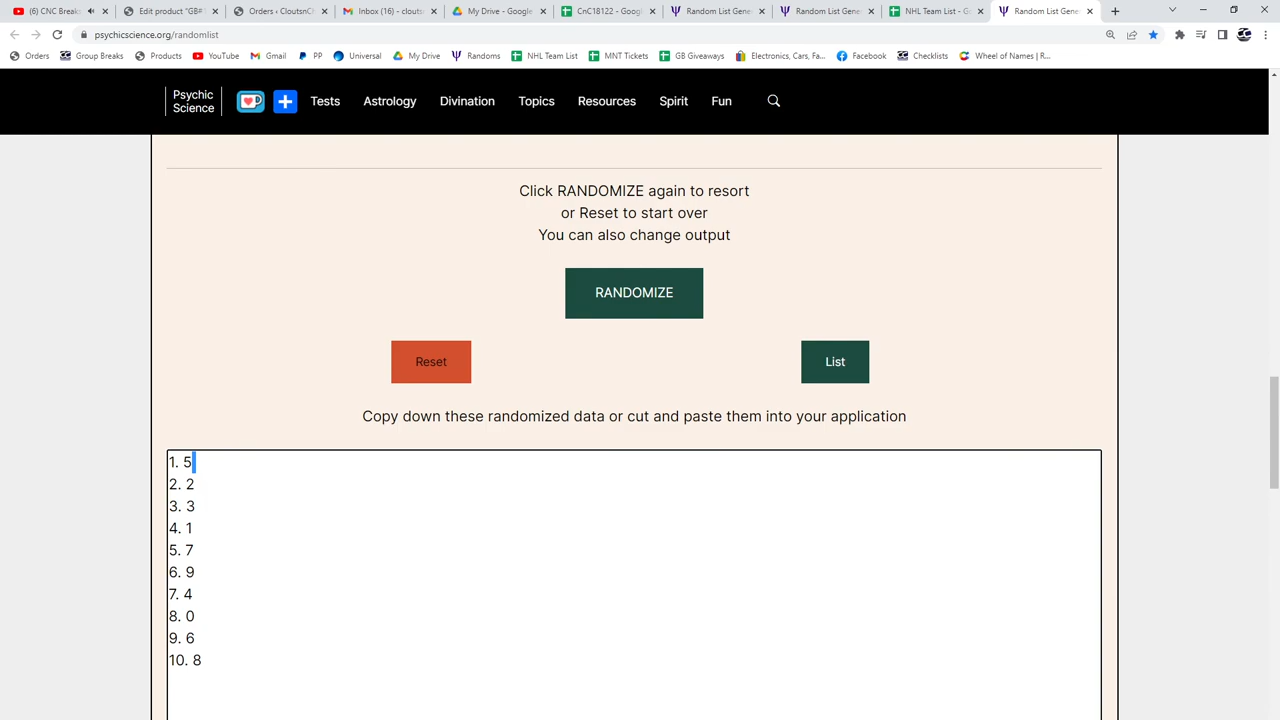 (6) CNC Break
Edit product "GB#
Orders ‹ CloutsnC
Inbox (16) - clouts
My Drive - Google
CnC18122 - Googl
Random List Gene
Random List Gene
NHL Team List - Go
Random List Gene
psychicscience.org/randomlist
Orders
Group Breaks
Products
YouTube
Gmail
PP
Universal
My Drive
Randoms
NHL Team List
MNT Tickets
GB Giveaways
Electronics, Cars, Fa...
Facebook
Checklists
Wheel of Names | R...
Psychic
Science
Tests
Astrology
Divination
Topics
Resources
Spirit
Fun
Click RANDOMIZE again to resort
or Reset to start over
You can also change output
RANDOMIZE
Reset
List
Copy down these randomized data or cut and paste them into your application
1. 5
2. 2
3. 3
4. 1
5. 7
6. 9
7. 4
8. 0
9. 6
10. 8